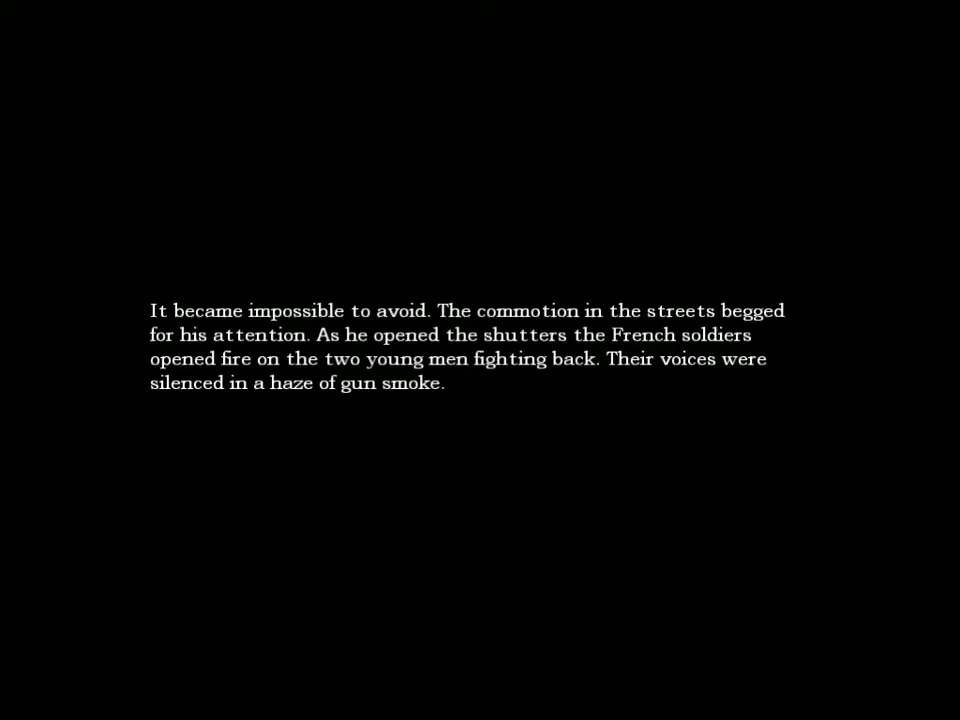 It became impossible to avoid. The commotion in the streets begged
for his attention. As he opened the shutters the French soldiers
opened fire on the two young men fighting back. Their voices were
silenced in a haze of gun smoke.